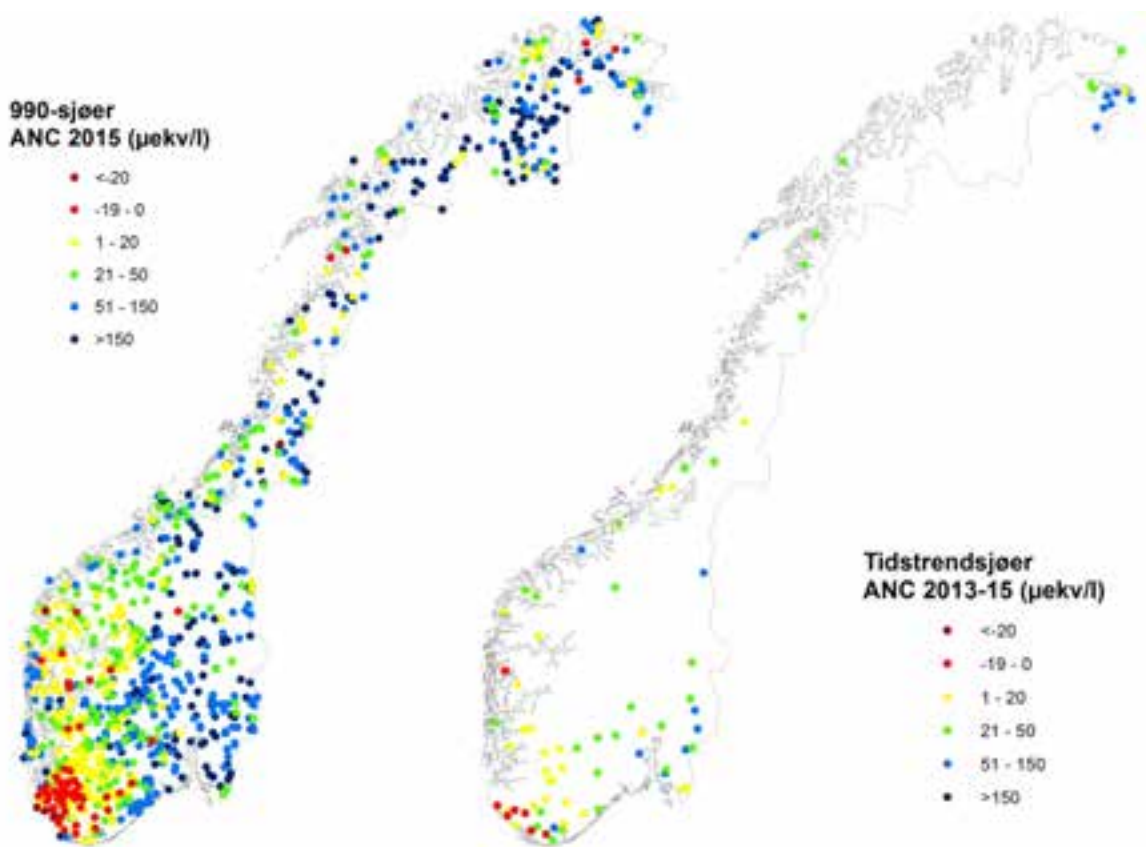 990-sjøer
ANC 2015 (µekv/l)
<-20
-19 - 0
1 - 20
21 - 50
51 - 150
>150
Tidstrendsjøer
ANC 2013-15 (µekv/l)
<-20
-19 - 0
1 - 20
21 - 50
51 - 150
>150